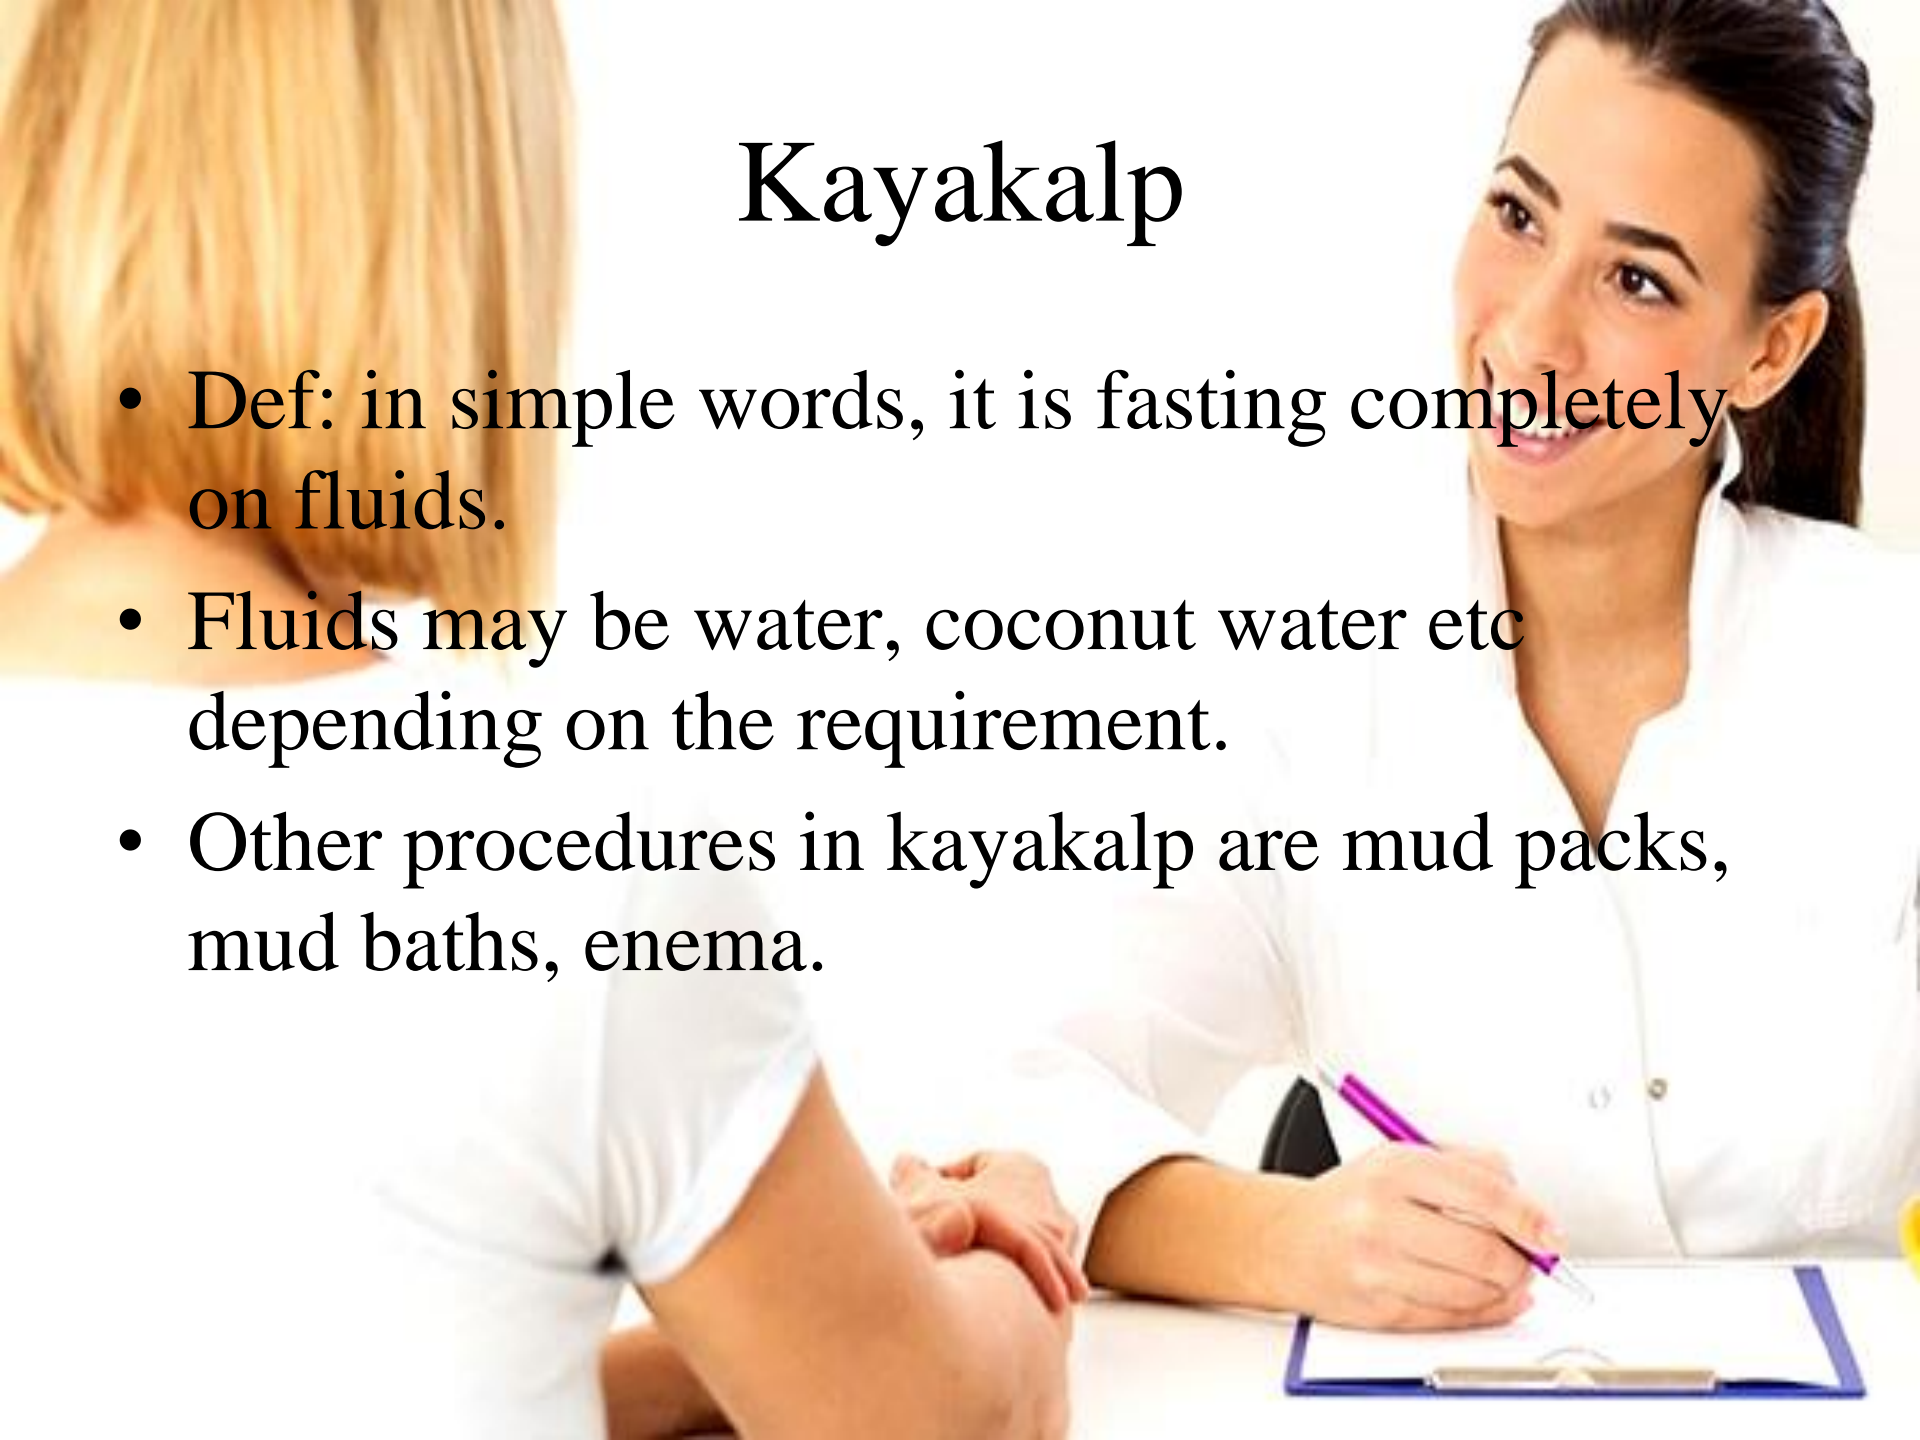 Kayakalp
• Def: in simple words, it is fasting completely
on fluids.
• Fluids may be water, coconut water etc
depending on the requirement.
• Other procedures in kayakalp are mud packs,
mud baths, enema.